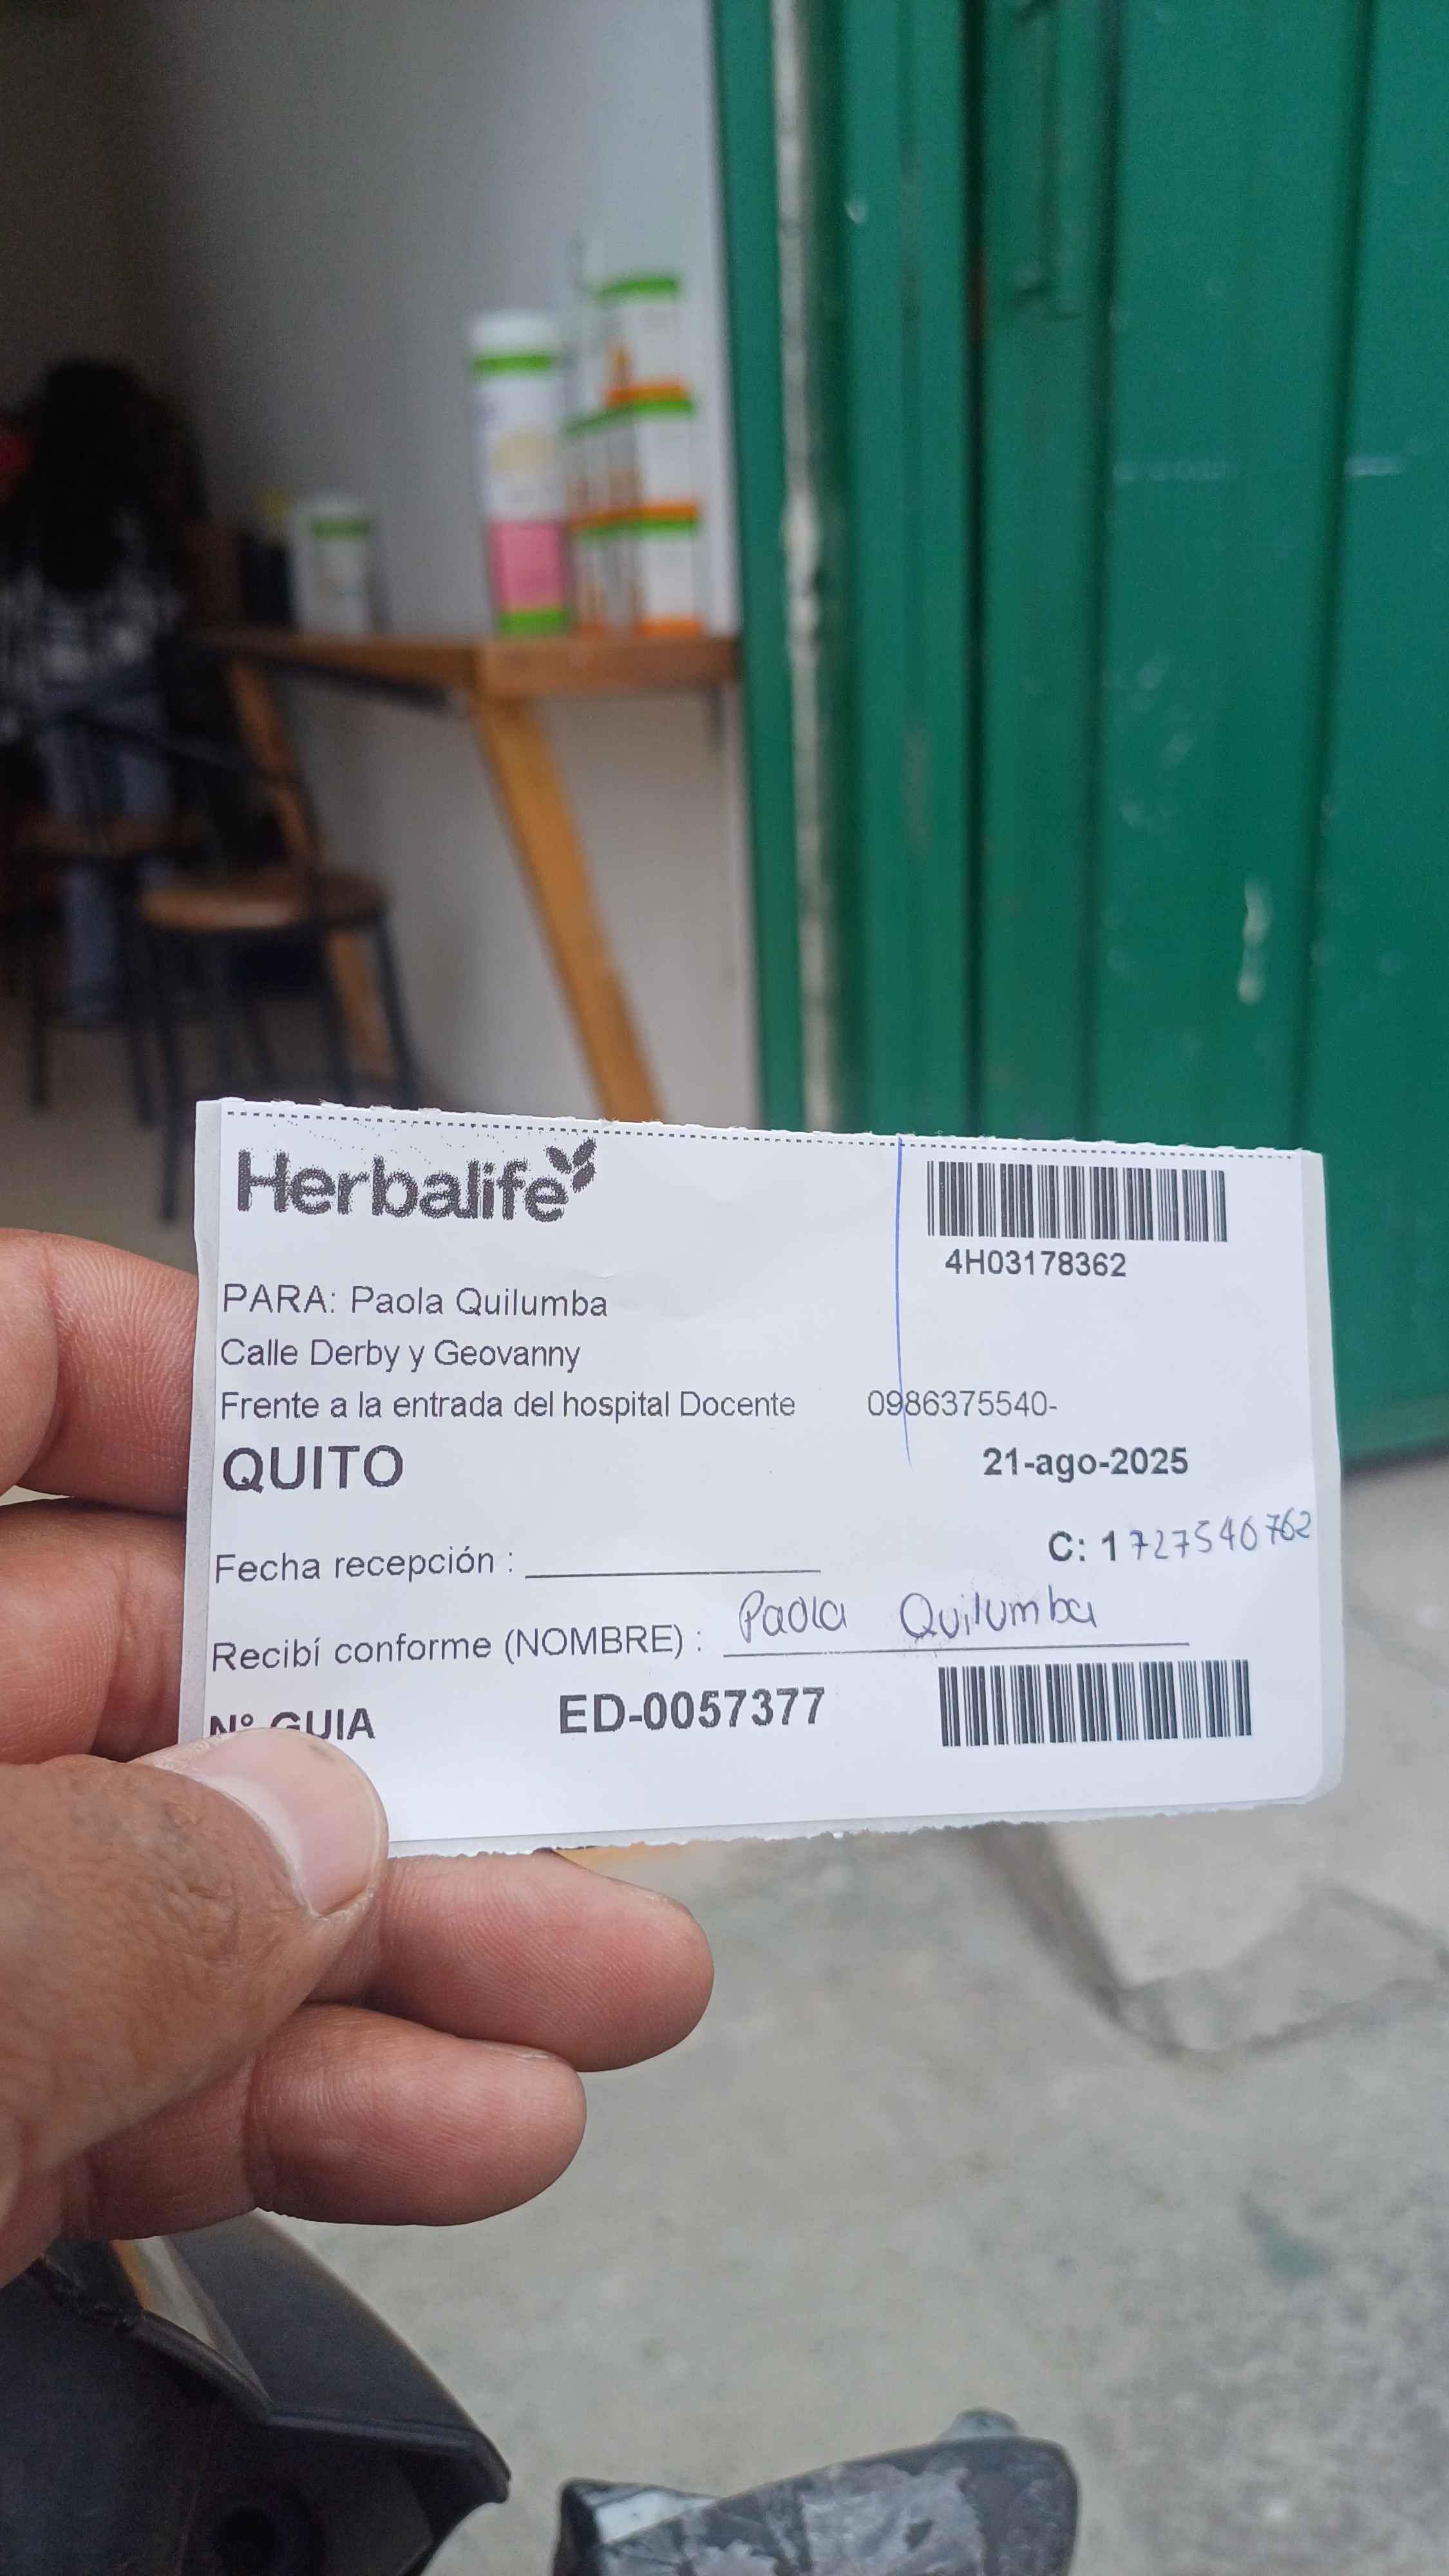 Herbalife
4H03178362
PARA: Paola Quilumba
Calle Derby y Geovanny
Frente a la entrada del hospital Docente 0986375540-
QUITO
21-ago-2025
C: 1727540762
Fecha recepción :
Recibí conforme (NOMBRE) : Paola Quilumba
N° GUIA ED-0057377